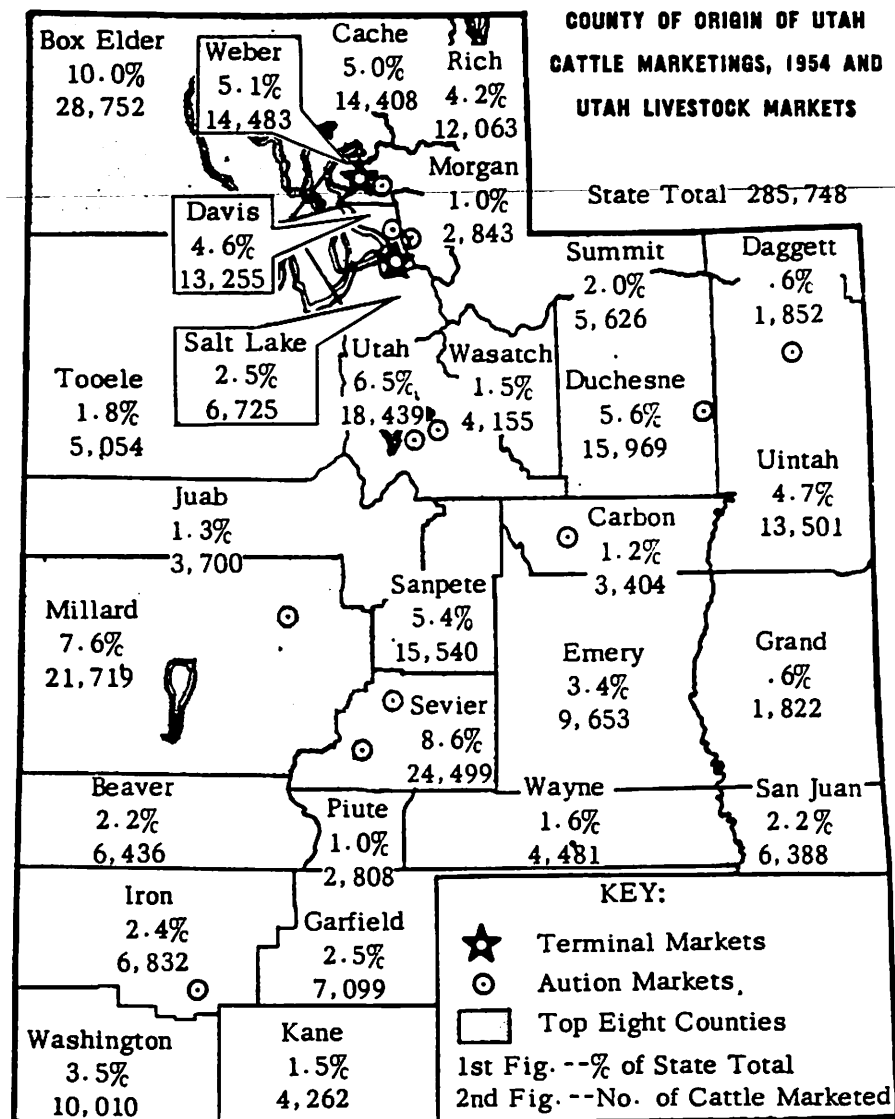 COUNTY OF ORIGIN OF UTAH
CATTLE MARKETINGS, 1954 AND
UTAH LIVESTOCK MARKETS
State Total 285,748
Box Elder
10.0%
28,752
Weber
5.1%
14,483
Cache
5.0%
14,408
Rich
4.2%
12,063
Morgan
1.0%
2,843
Davis
4.6%
13,255
Summit
2.0%
5,626
Daggett
.6%
1,852
Salt Lake
2.5%
6,725
Tooele
1.8%
5,054
Utah
6.5%
18,439
Wasatch
1.5%
4,155
Duchesne
5.6%
15,969
Uintah
4.7%
13,501
Juab
1.3%
3,700
Carbon
1.2%
3,404
Millard
7.6%
21,719
Sanpete
5.4%
15,540
Emery
3.4%
9,653
Grand
.6%
1,822
Sevier
8.6%
24,499
Beaver
2.2%
6,436
Piute
1.0%
2,808
Wayne
1.6%
4,481
San Juan
2.2%
6,388
Iron
2.4%
6,832
Garfield
2.5%
7,099
Washington
3.5%
10,010
Kane
1.5%
4,262
KEY:
Terminal Markets
Aution Markets.
Top Eight Counties
1st Fig. --% of State Total
2nd Fig. --No. of Cattle Marketed